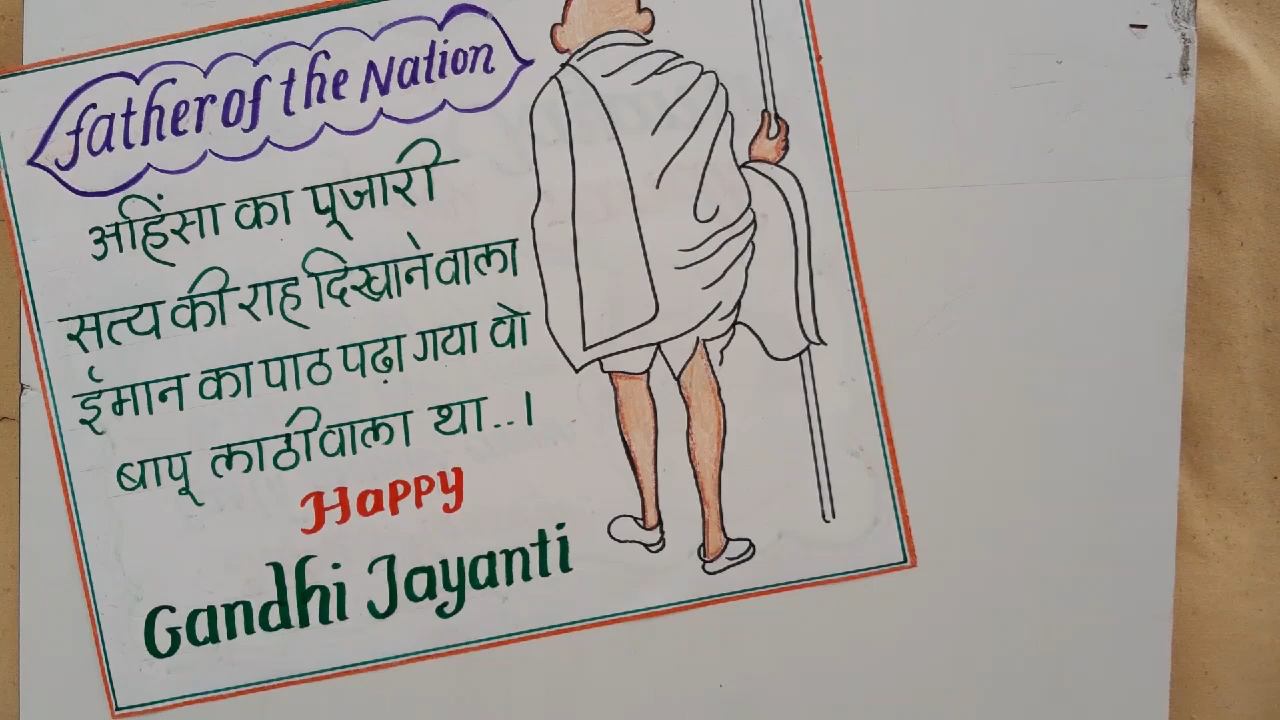 father of the Nation
अहिंसा का पूजारी
सत्य की राह दिखाने वाला
ईमान का पाठ पढ़ा गया वो
बापू लाठीवाला था..।
Happy
Gandhi Jayanti